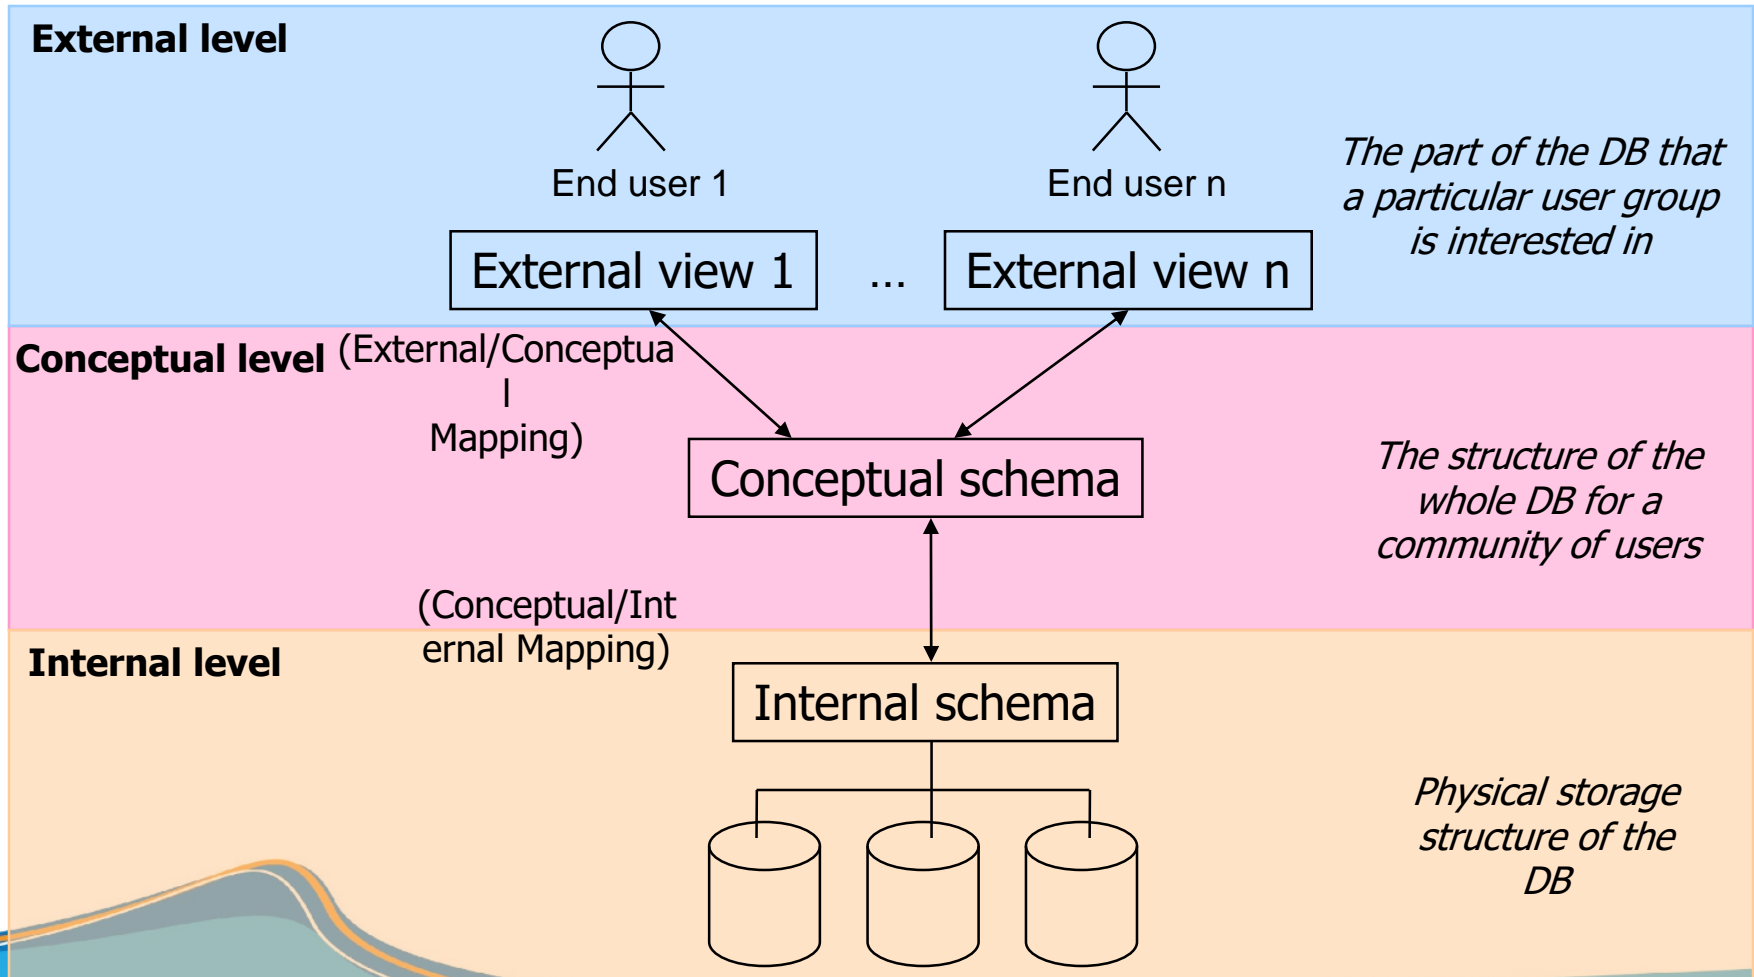 External level
End user 1
End user n
The part of the DB that
a particular user group
is interested in
External view 1
...
External view n
Conceptual level
(External/Conceptua
l
Mapping)
Conceptual schema
The structure of the
whole DB for a
community of users
(Conceptual/Int
ernal Mapping)
Internal level
Internal schema
Physical storage
structure of the
DB